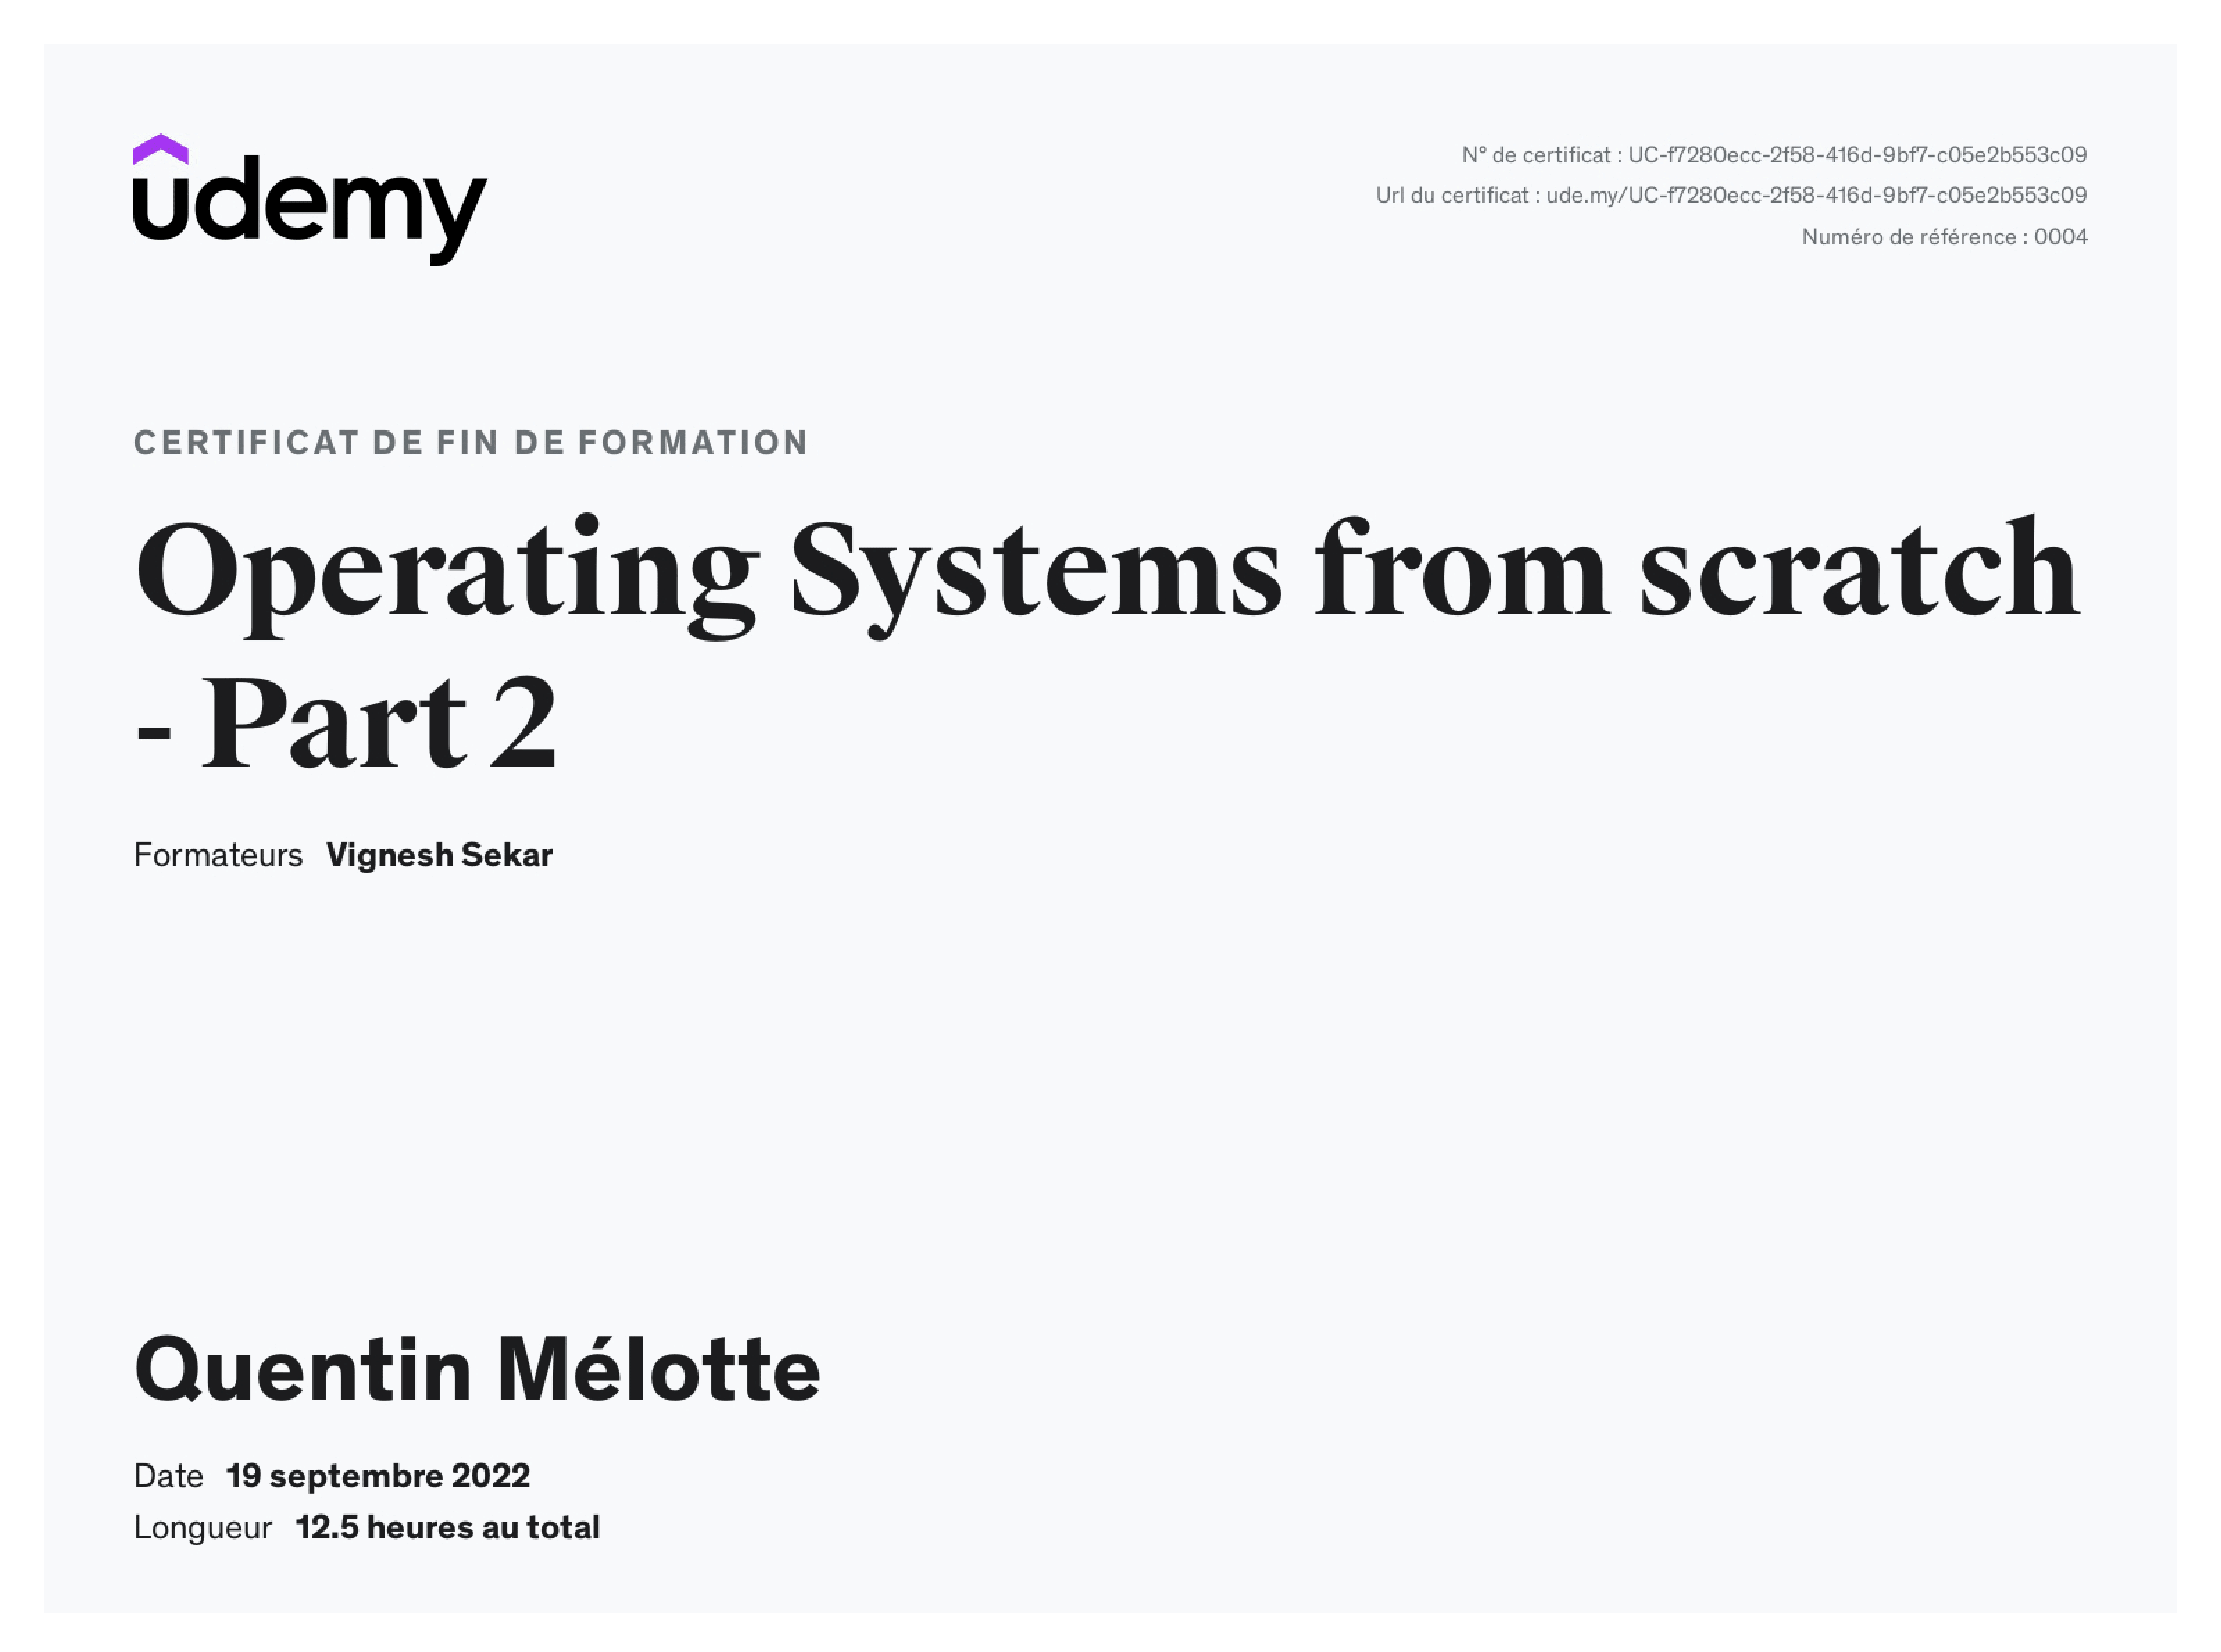 udemy
N° de certificat : UC-f7280ecc-2f58-416d-9bf7-c05e2b553c09
Url du certificat : ude.my/UC-f7280ecc-2f58-416d-9bf7-c05e2b553c09
Numéro de référence : 0004
CERTIFICAT DE FIN DE FORMATION
Operating Systems from scratch
- Part 2
Formateurs Vignesh Sekar
Quentin Mélotte
Date 19 septembre 2022
Longueur 12.5 heures au total